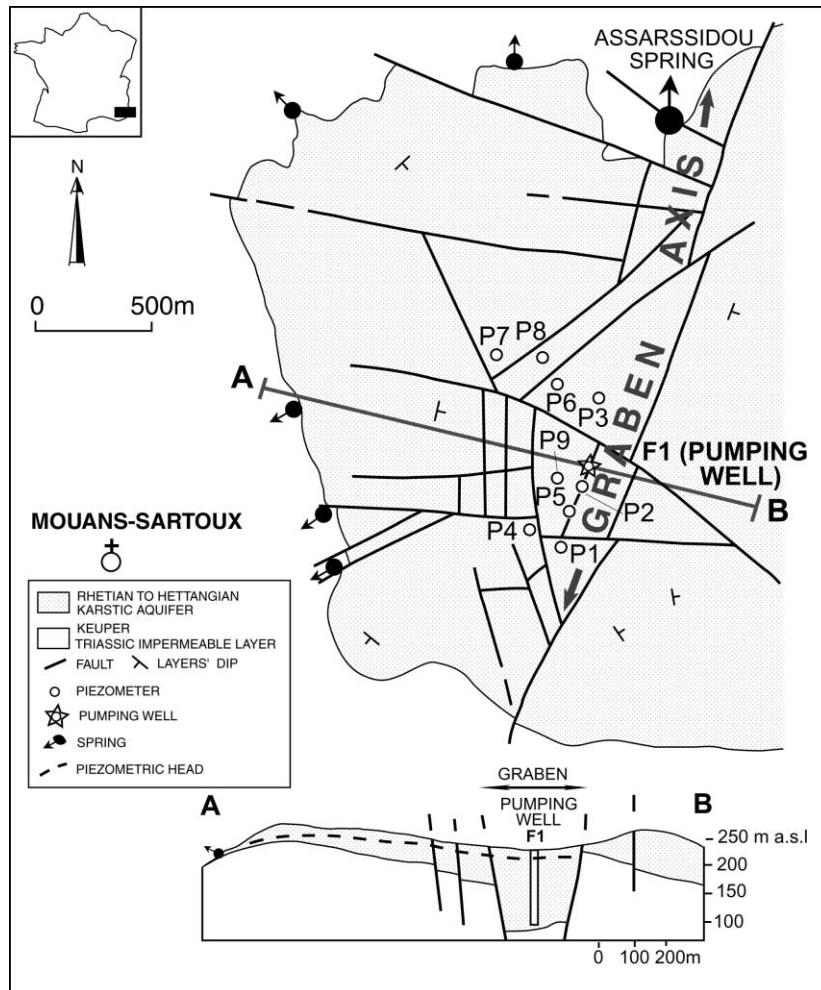 ASSARSSIDOU
SPRING
N
0 500m
AXIS
GRABEN
P7
P8
A
P6
P3
P9
F1 (PUMPING
WELL)
P5
P2
B
P4
P1
MOUANS-SARTOUX
RHETIAN TO HETTANGIAN
KARSTIC AQUIFER
KEUPER
TRIASSIC IMPERMEABLE LAYER
FAULT LAYERS' DIP
PIEZOMETER
PUMPING WELL
SPRING
PIEZOMETRIC HEAD
GRABEN
A
PUMPING
WELL
F1
B
250 m a.s.l
200
150
100
0 100 200m